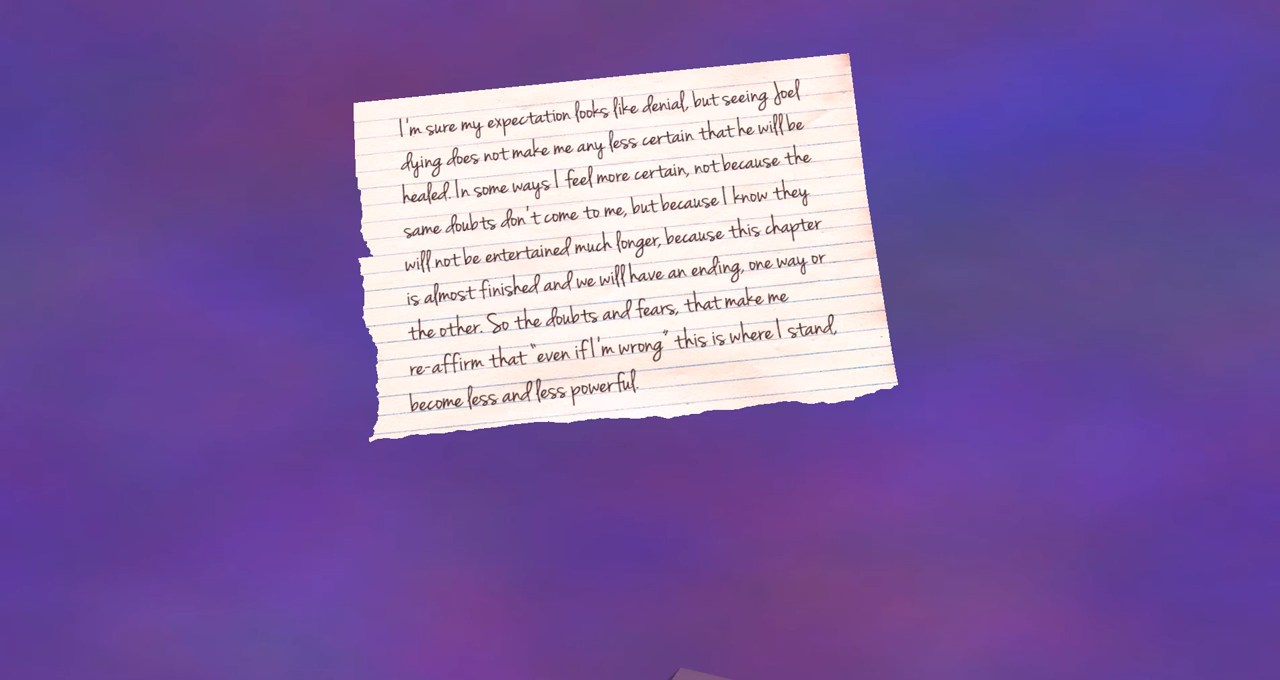 I'm sure my expectation looks like denial, but seeing Joel
dying does not make me any less certain that he will be
healed. In some ways I feel more certain, not because the
same doubts don't come to me, but because I know they
will not be entertained much longer, because this chapter
is almost finished and we will have an ending, one way or
the other. So the doubts and fears, that make me
re-affirm that "even if I'm wrong" this is where I stand,
become less and less powerful.